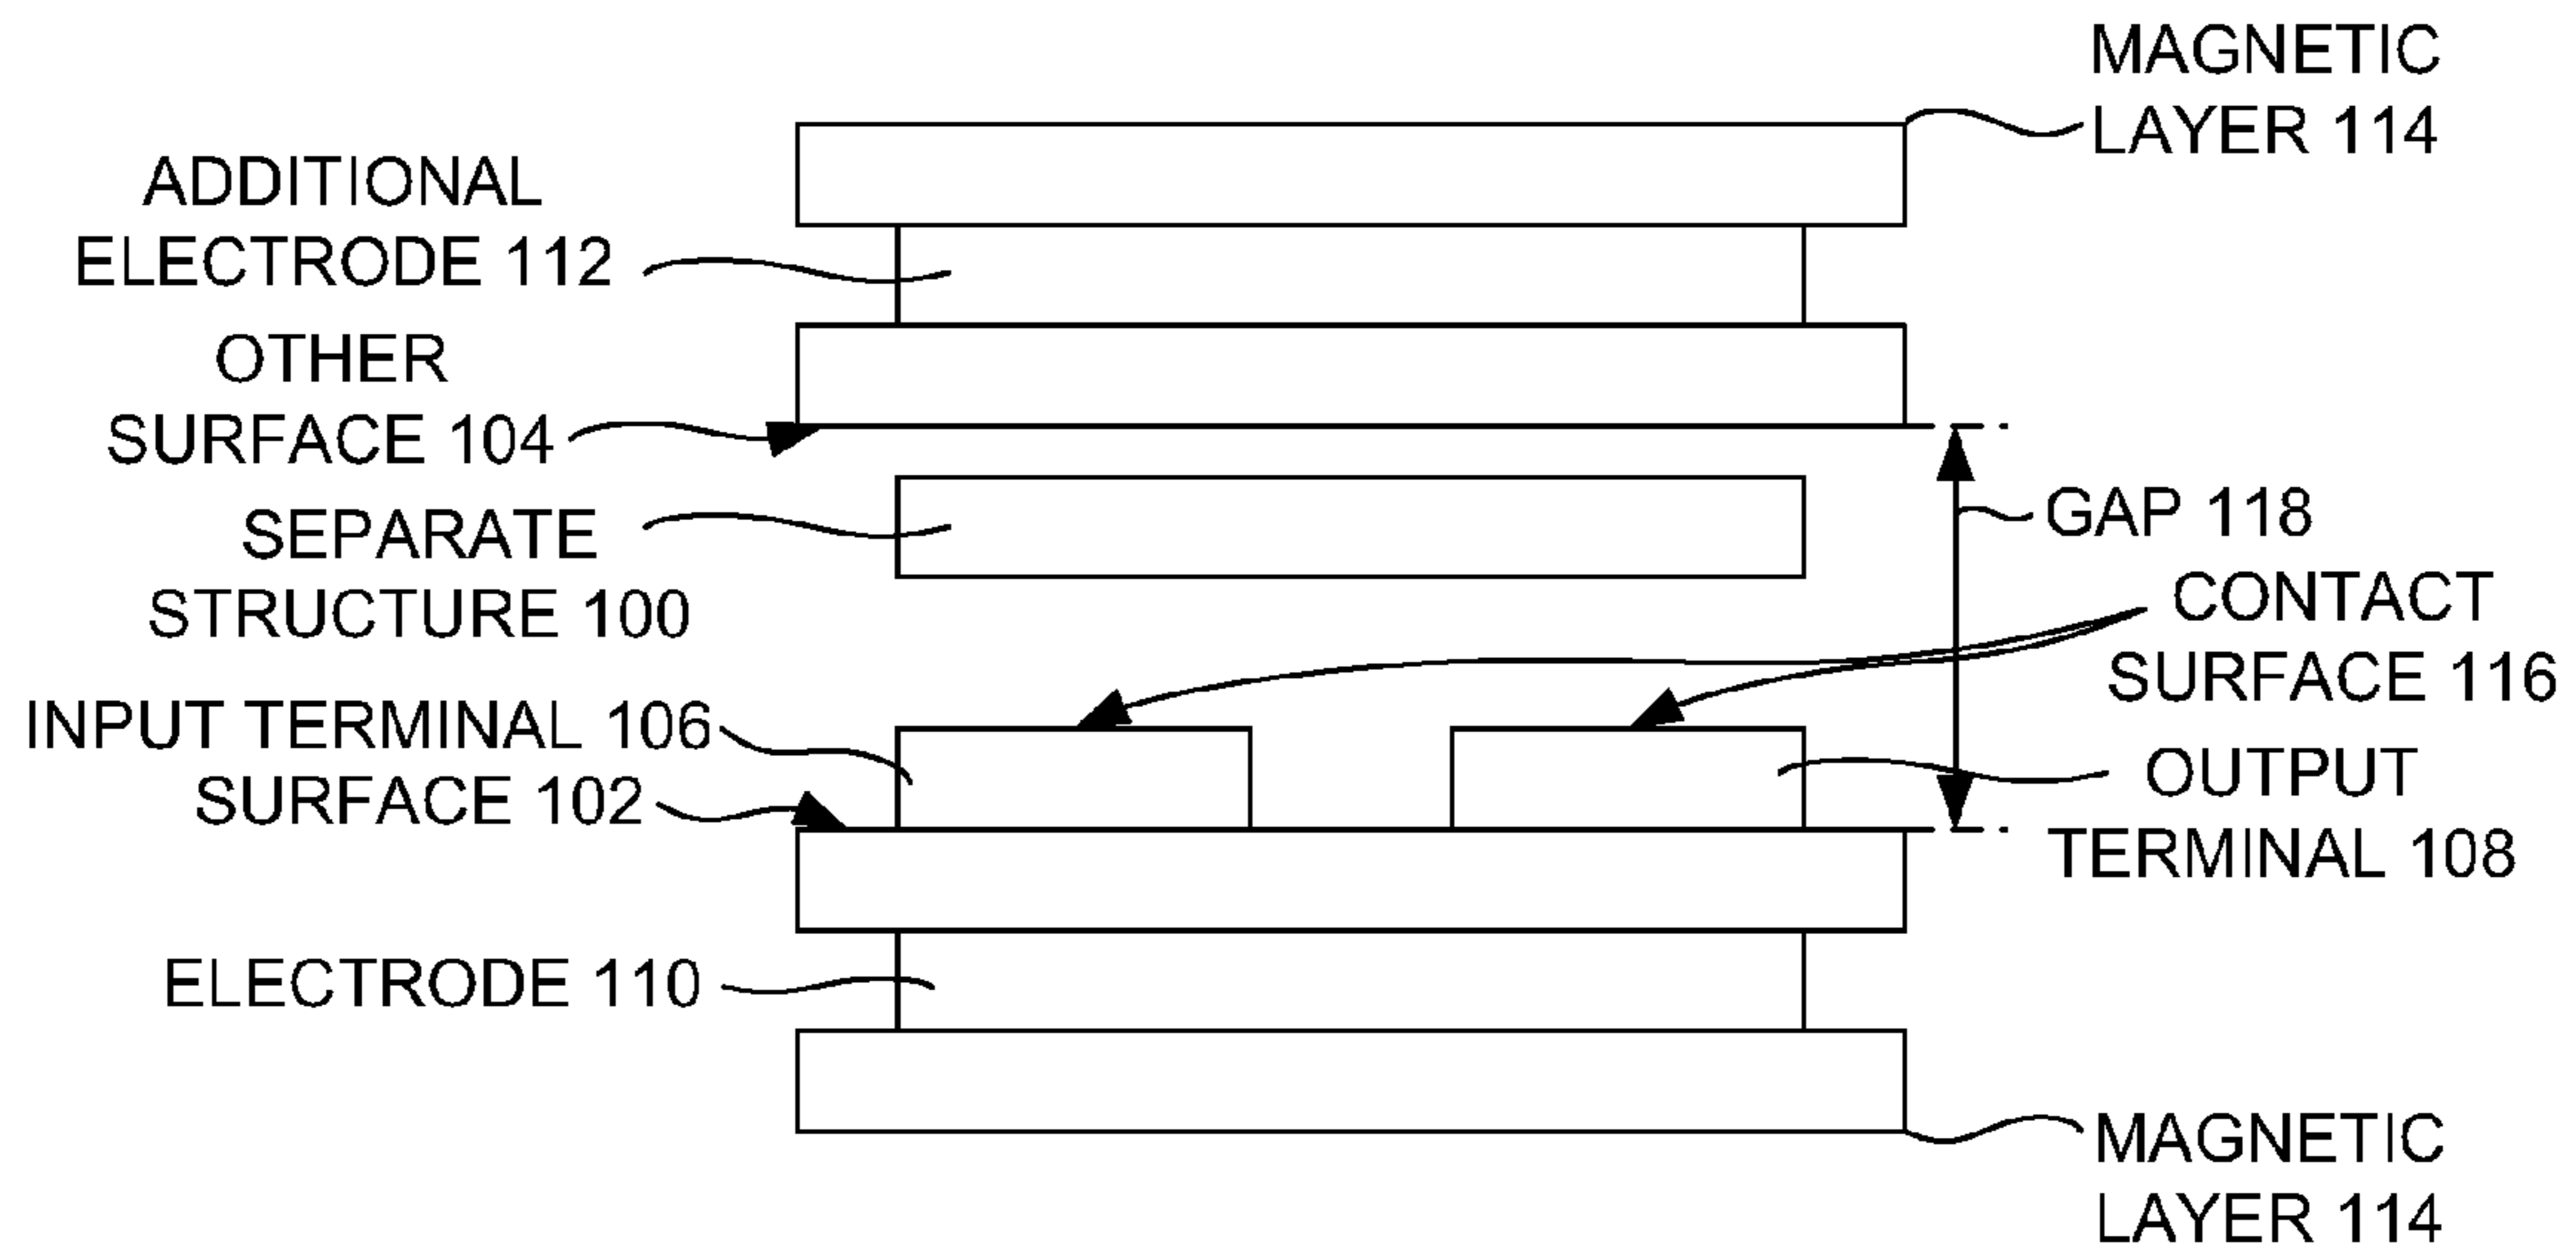 MAGNETIC
LAYER 114
ADDITIONAL
ELECTRODE 112
OTHER
SURFACE 104
SEPARATE
STRUCTURE 100
GAP 118
CONTACT
SURFACE 116
INPUT TERMINAL 106
SURFACE 102
OUTPUT
TERMINAL 108
ELECTRODE 110
MAGNETIC
LAYER 114